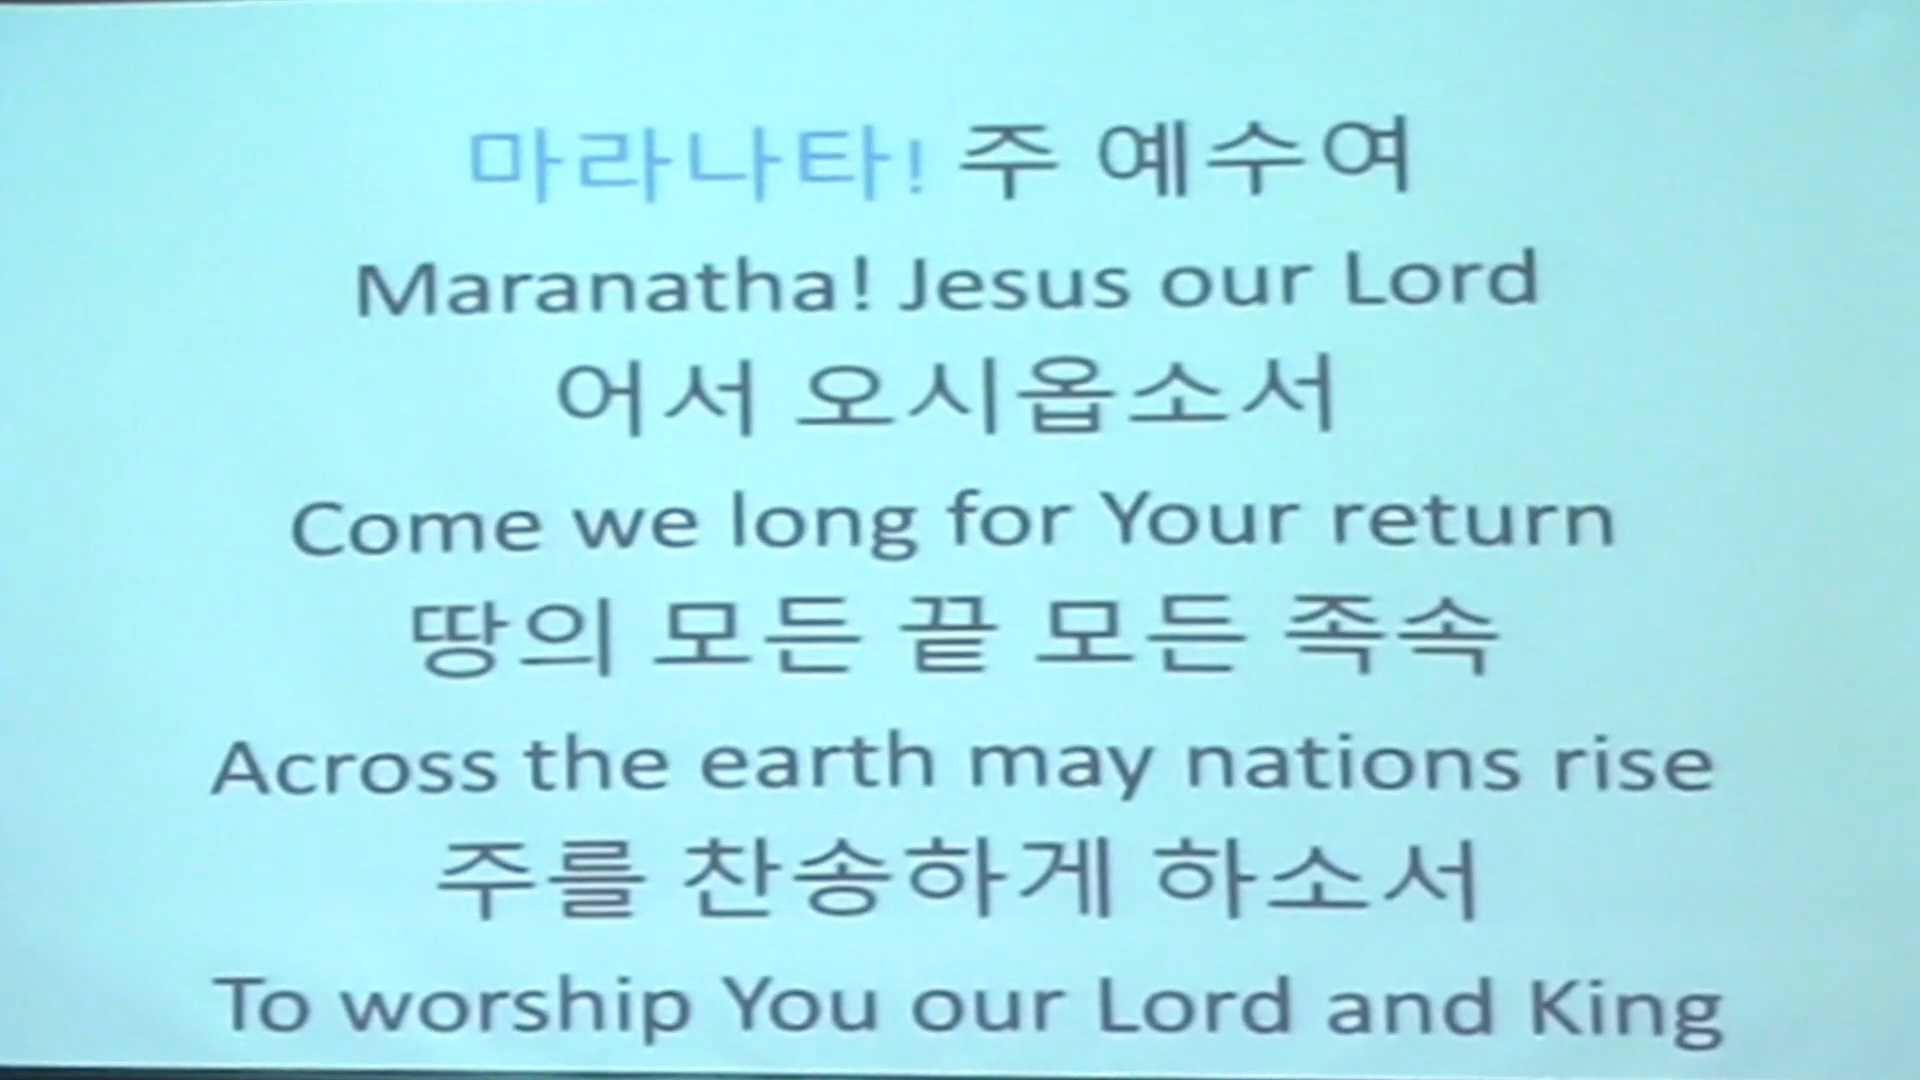 마라나타! 주 예수여
Maranatha! Jesus our Lord
어서 오시옵소서
Come we long for Your return
땅의 모든 끝 모든 족속
Across the earth may nations rise
주를 찬송하게 하소서
To worship You our Lord and King